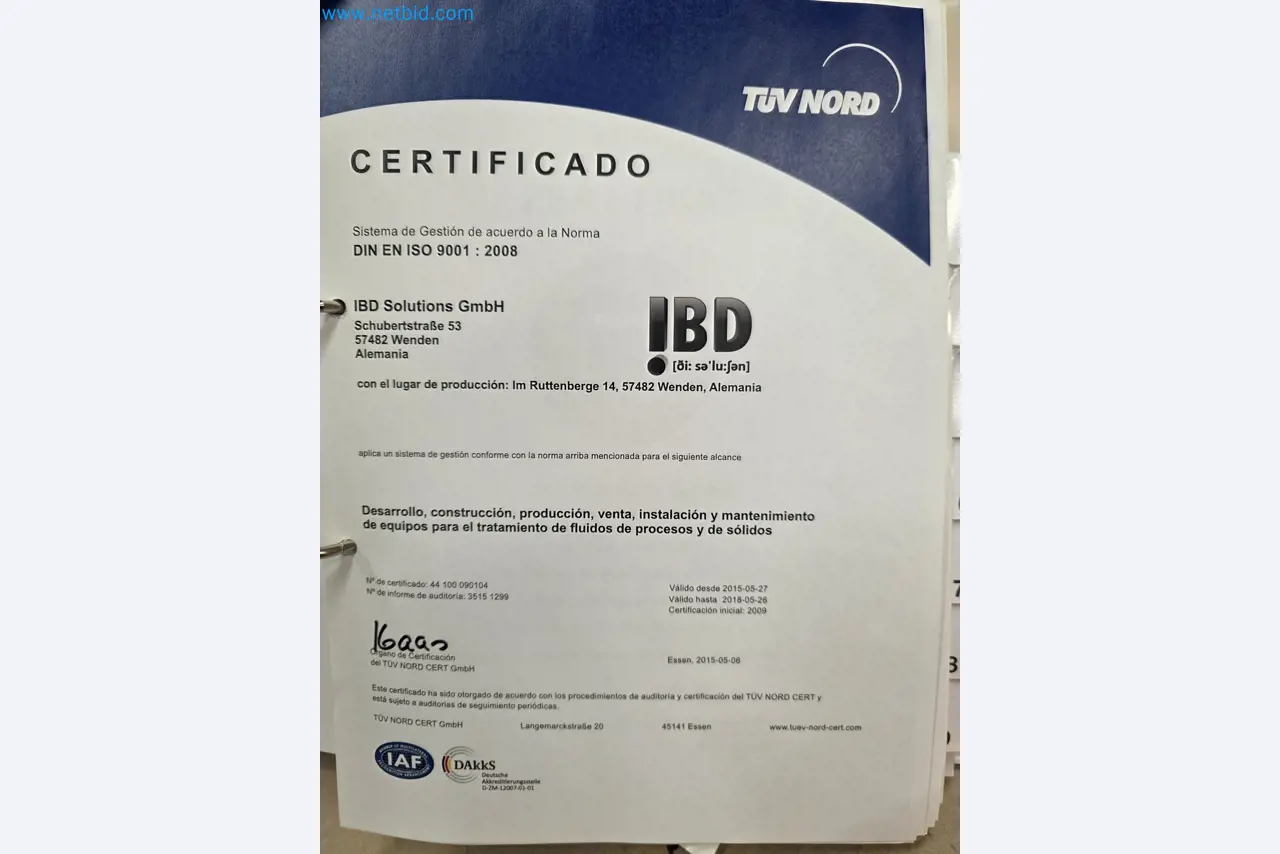 www.netbid.com
TÜV NORD
CERTIFICADO
Sistema de Gestión de acuerdo a la Norma
DIN EN ISO 9001 : 2008
IBD Solutions GmbH
Schubertstraße 53
57482 Wenden
Alemania
IBD
[ði: sə'lu:ʃən]
con el lugar de producción: Im Ruttenberge 14, 57482 Wenden, Alemania
aplica un sistema de gestión conforme con la norma arriba mencionada para el siguiente alcance
Desarrollo, construcción, producción, venta, instalación y mantenimiento
de equipos para el tratamiento de fluidos de procesos y de sólidos
Nº de certificado: 44 100 090104
Nº de informe de auditoría: 3515 1299
Válido desde 2015-05-27
Válido hasta 2018-05-26
Certificación inicial: 2009
Órgano de Certificación
del TÜV NORD CERT GmbH
Essen, 2015-05-06
Este certificado ha sido otorgado de acuerdo con los procedimientos de auditoría y certificación del TÜV NORD CERT y
está sujeto a auditorías de seguimiento periódicas.
TÜV NORD CERT GmbH Langemarckstraße 20 45141 Essen www.tuev-nord-cert.com
IAF
DAkkS
Deutsche
Akkreditierungsstelle
D-ZM-12007-01-01